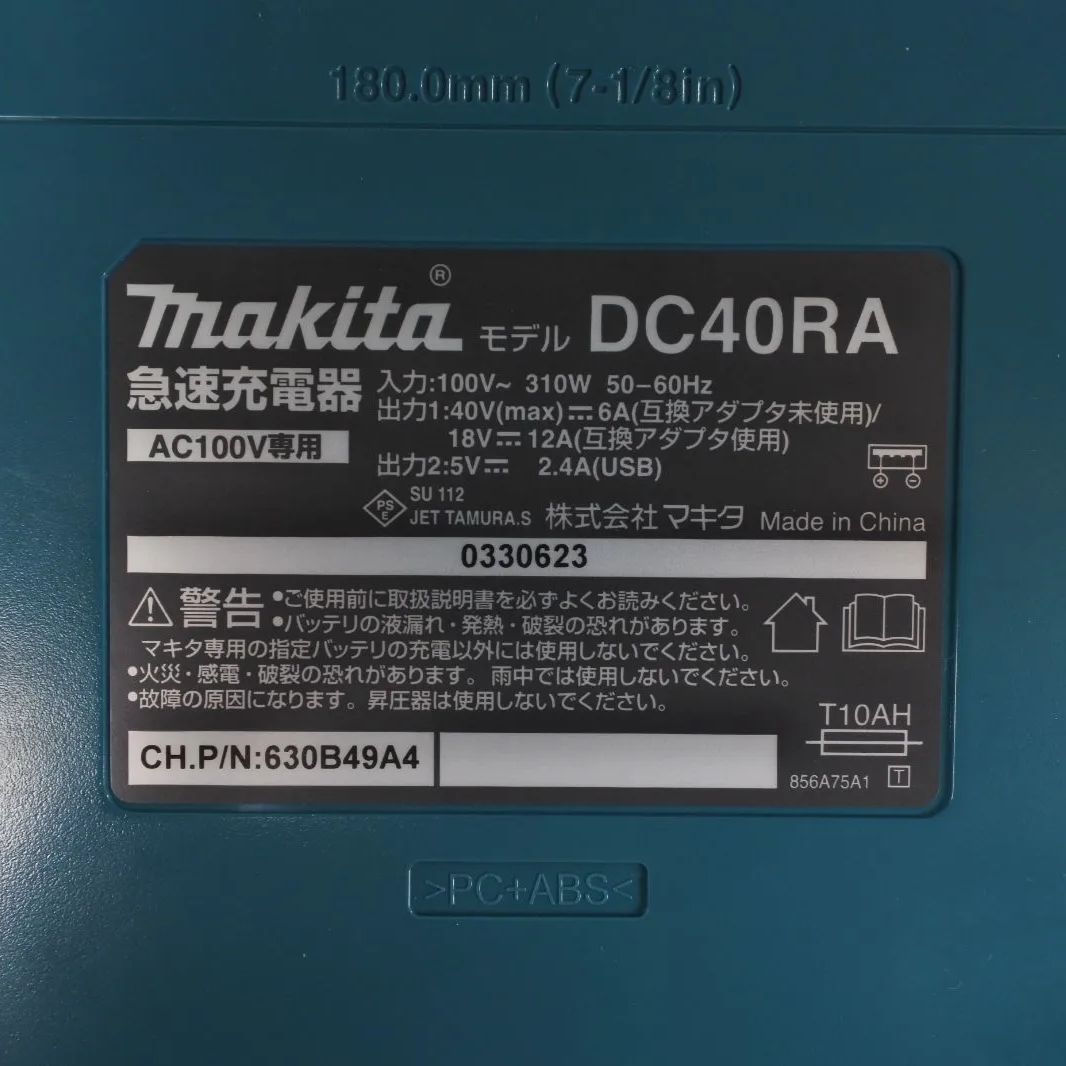 180.0mm (7-1/8in)
makita® モデル DC40RA
急速充電器
AC100V専用
入力:100V~ 310W 50-60Hz
出力1:40V(max)⎓6A(互換アダプタ未使用)/
18V⎓12A(互換アダプタ使用)
出力2:5V⎓ 2.4A(USB)
PS
E
SU 112
JET TAMURA.S 株式会社マキタ Made in China
0330623
警告 •ご使用前に取扱説明書を必ずよくお読みください。
•バッテリの液漏れ・発熱・破裂の恐れがあります。
マキタ専用の指定バッテリの充電以外には使用しないでください。
•火災・感電・破裂の恐れがあります。雨中では使用しないでください。
•故障の原因になります。昇圧器は使用しないでください。
T10AH
CH.P/N:630B49A4
856A75A1 T
>PC+ABS<